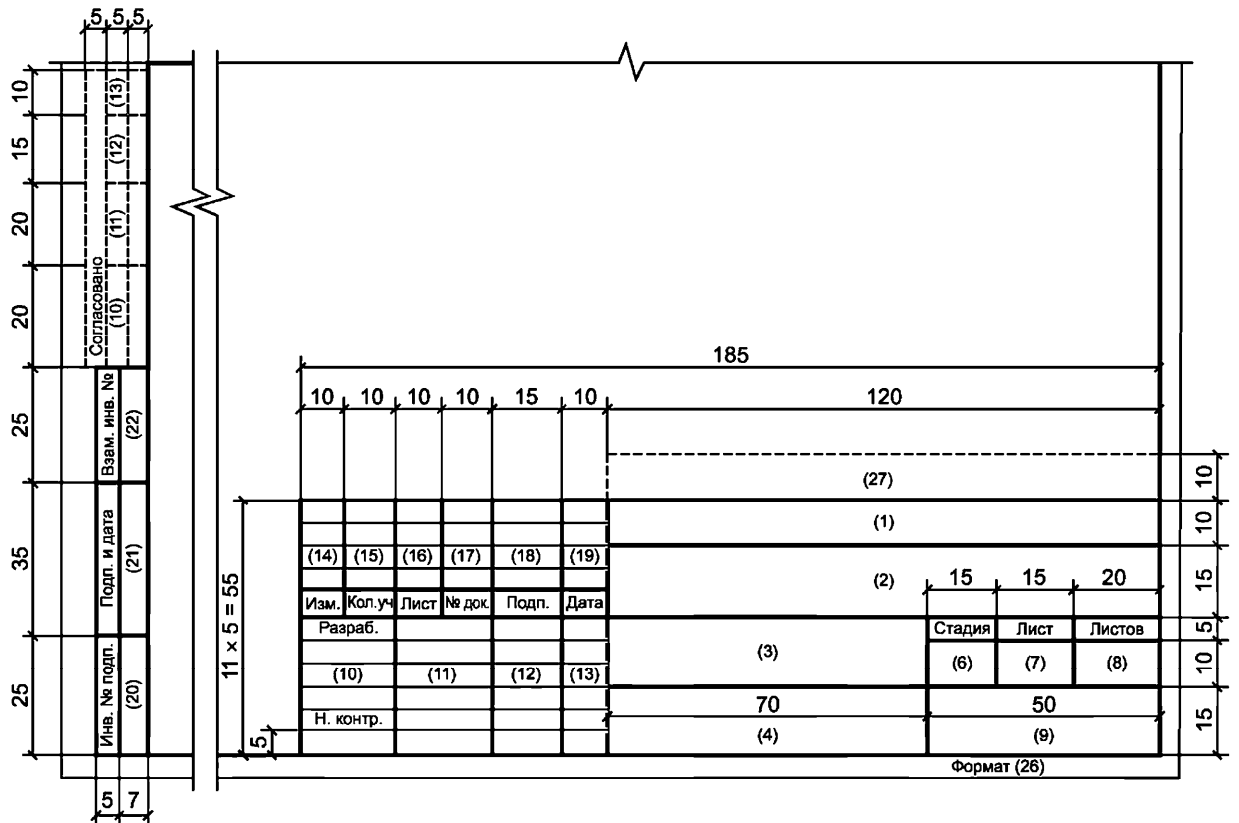 5 5 5
10 (13)
15 (12)
20 (11)
20 (10) Согласовано
25 Взам. инв. № (22)
35 Подп. и дата (21)
25 Инв. № подл. (20)
5 7
185
10 10 10 10 15 10 120
(27) 10
(1) 10
(14) (15) (16) (17) (18) (19)
(2) 15 15 20 15
Изм. Кол.уч Лист № док. Подп. Дата
Разраб. Стадия Лист Листов 5
(3)
(10) (11) (12) (13) (6) (7) (8) 10
11 × 5 = 55
70 50 15
Н. контр.
5 (4) (9)
Формат (26)